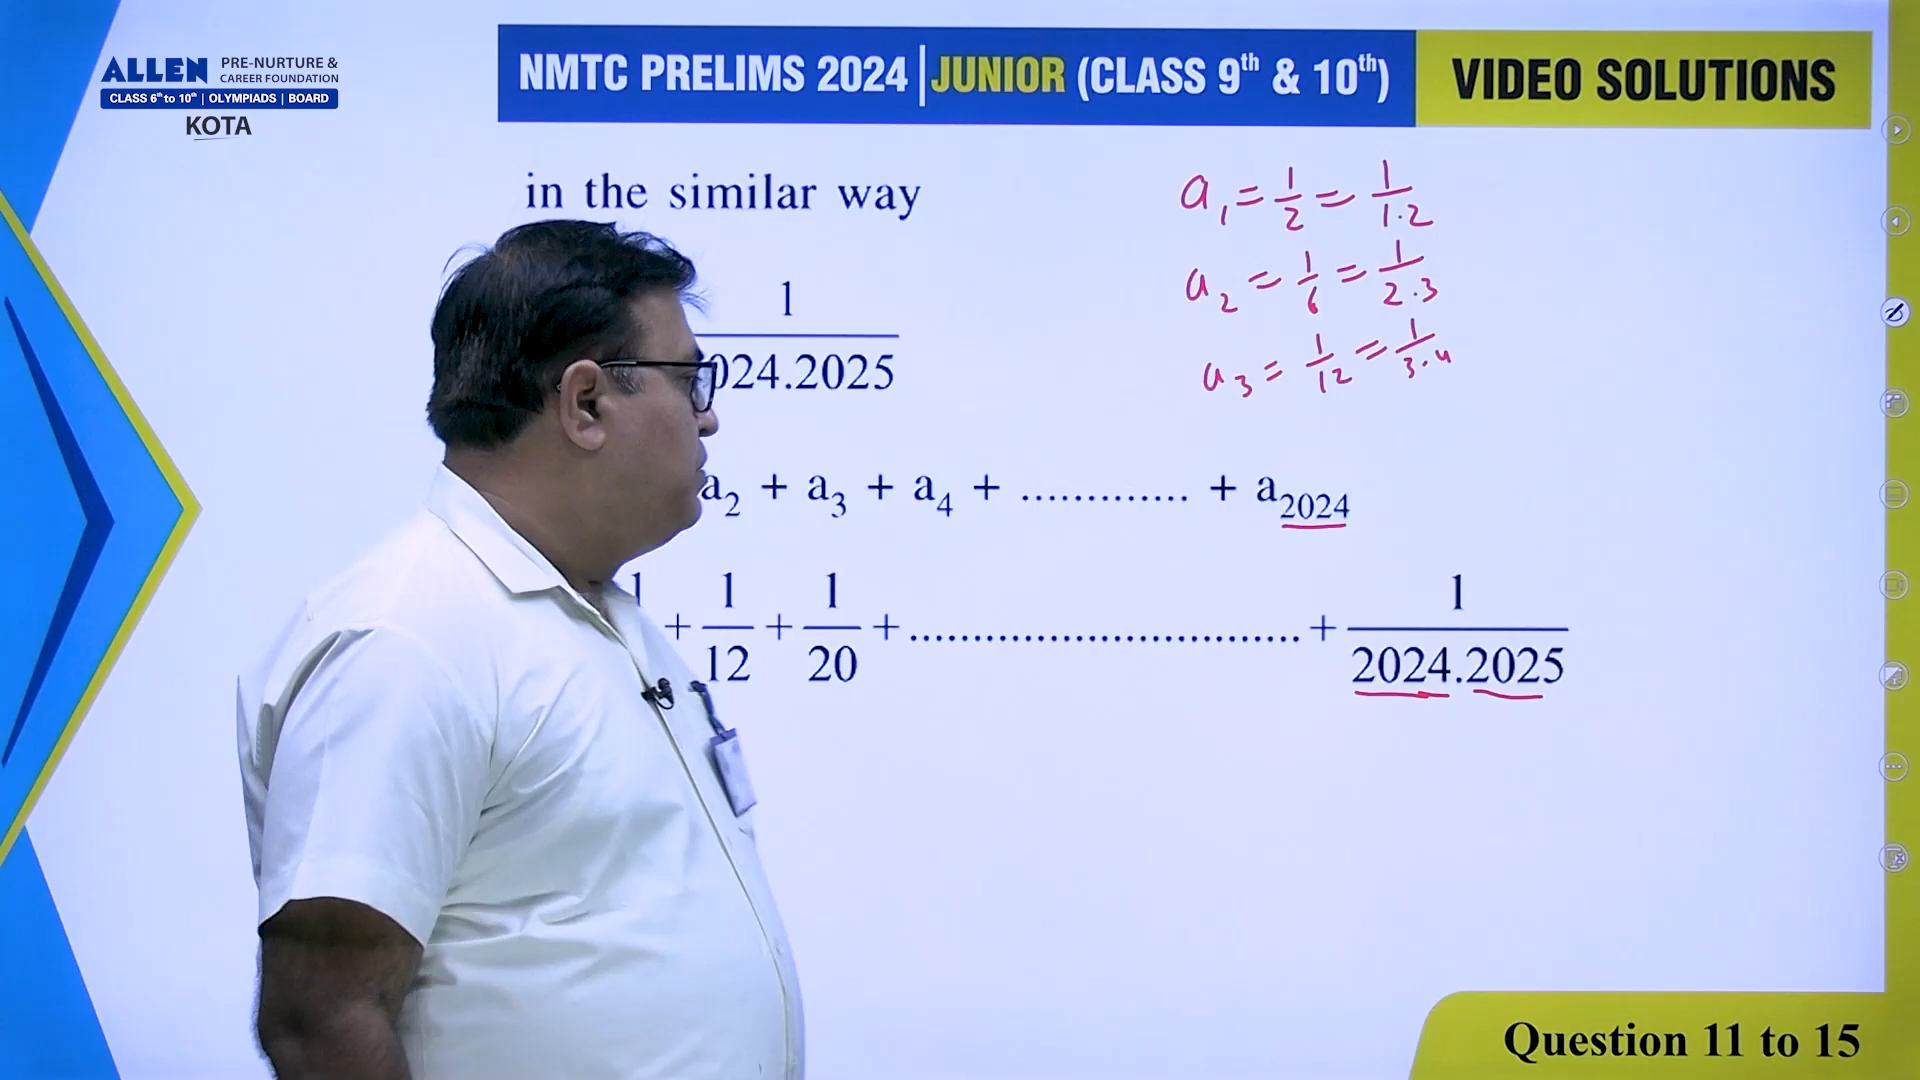 ALLEN PRE-NURTURE & CAREER FOUNDATION
CLASS 6th to 10th | OLYMPIADS | BOARD
KOTA
NMTC PRELIMS 2024 | JUNIOR (CLASS 9th & 10th) VIDEO SOLUTIONS
in the similar way
1
024.2025
a₁ = 1/2 = 1/1.2
a₂ = 1/6 = 1/2.3
a₃ = 1/12 = 1/3.4
a₂ + a₃ + a₄ + ............. + a₂₀₂₄
1 + 1/12 + 1/20 + ............................... + 1/2024.2025
Question 11 to 15